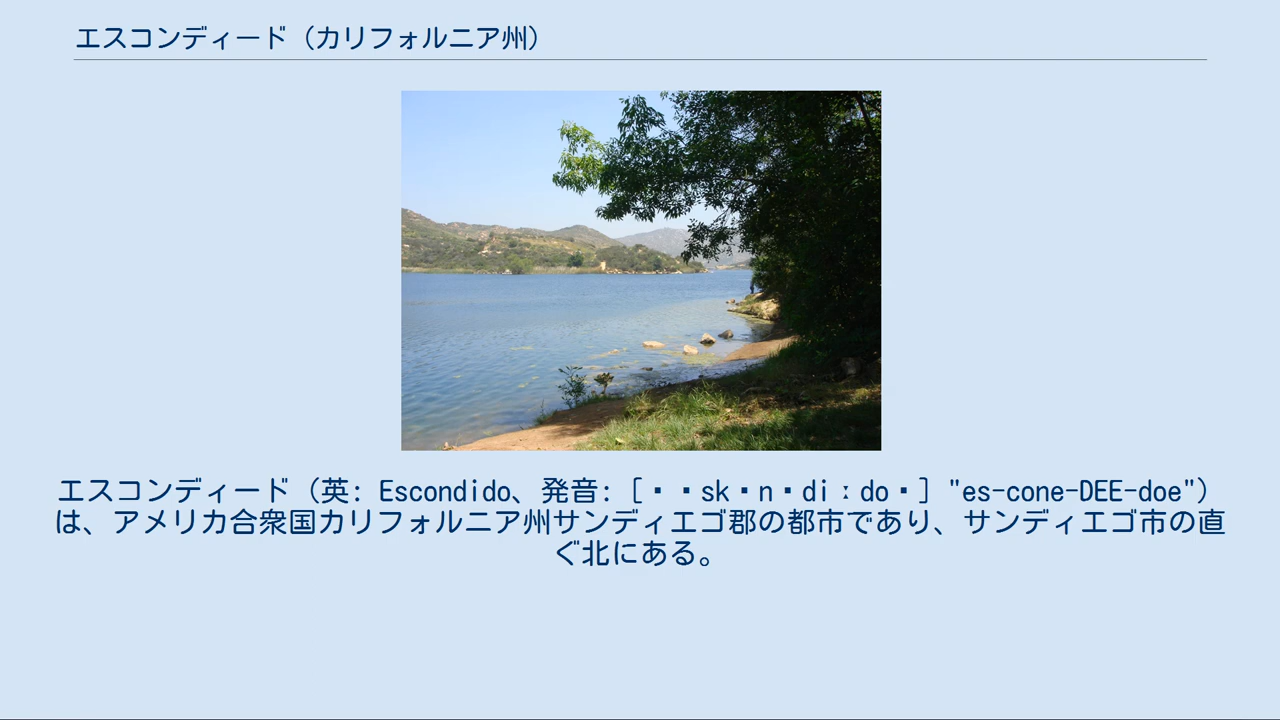 エスコンディード（カリフォルニア州）
エスコンディード（英: Escondido、発音: [▪▪sk▪n▪diːdo▪] "es-cone-DEE-doe"）
は、アメリカ合衆国カリフォルニア州サンディエゴ郡の都市であり、サンディエゴ市の直
ぐ北にある。